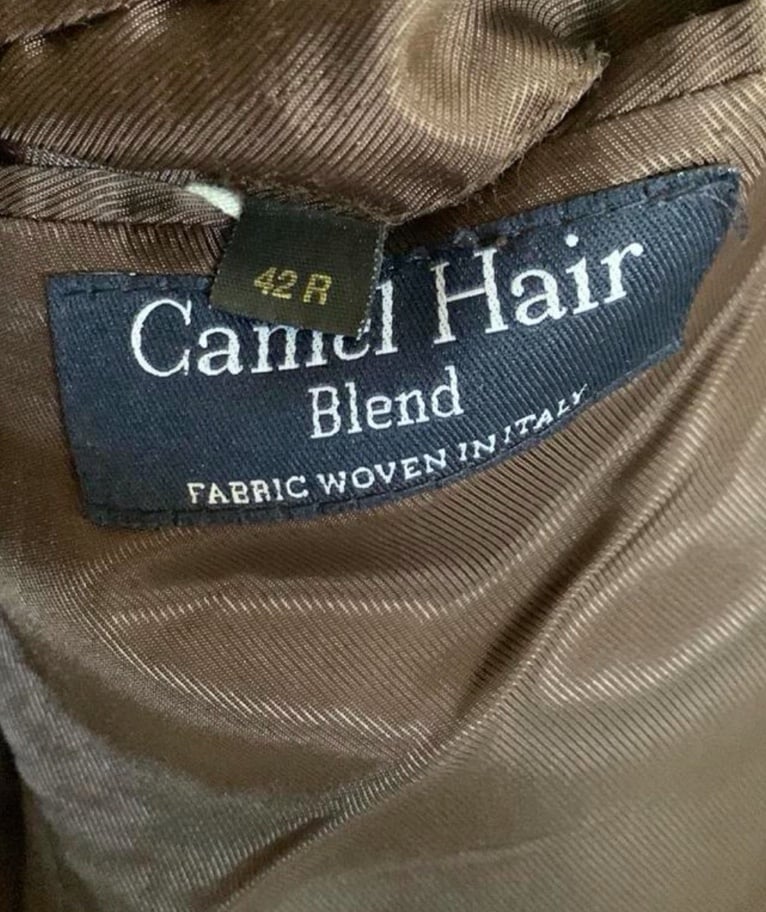 42 R
Camel Hair
Blend
FABRIC WOVEN IN ITALY